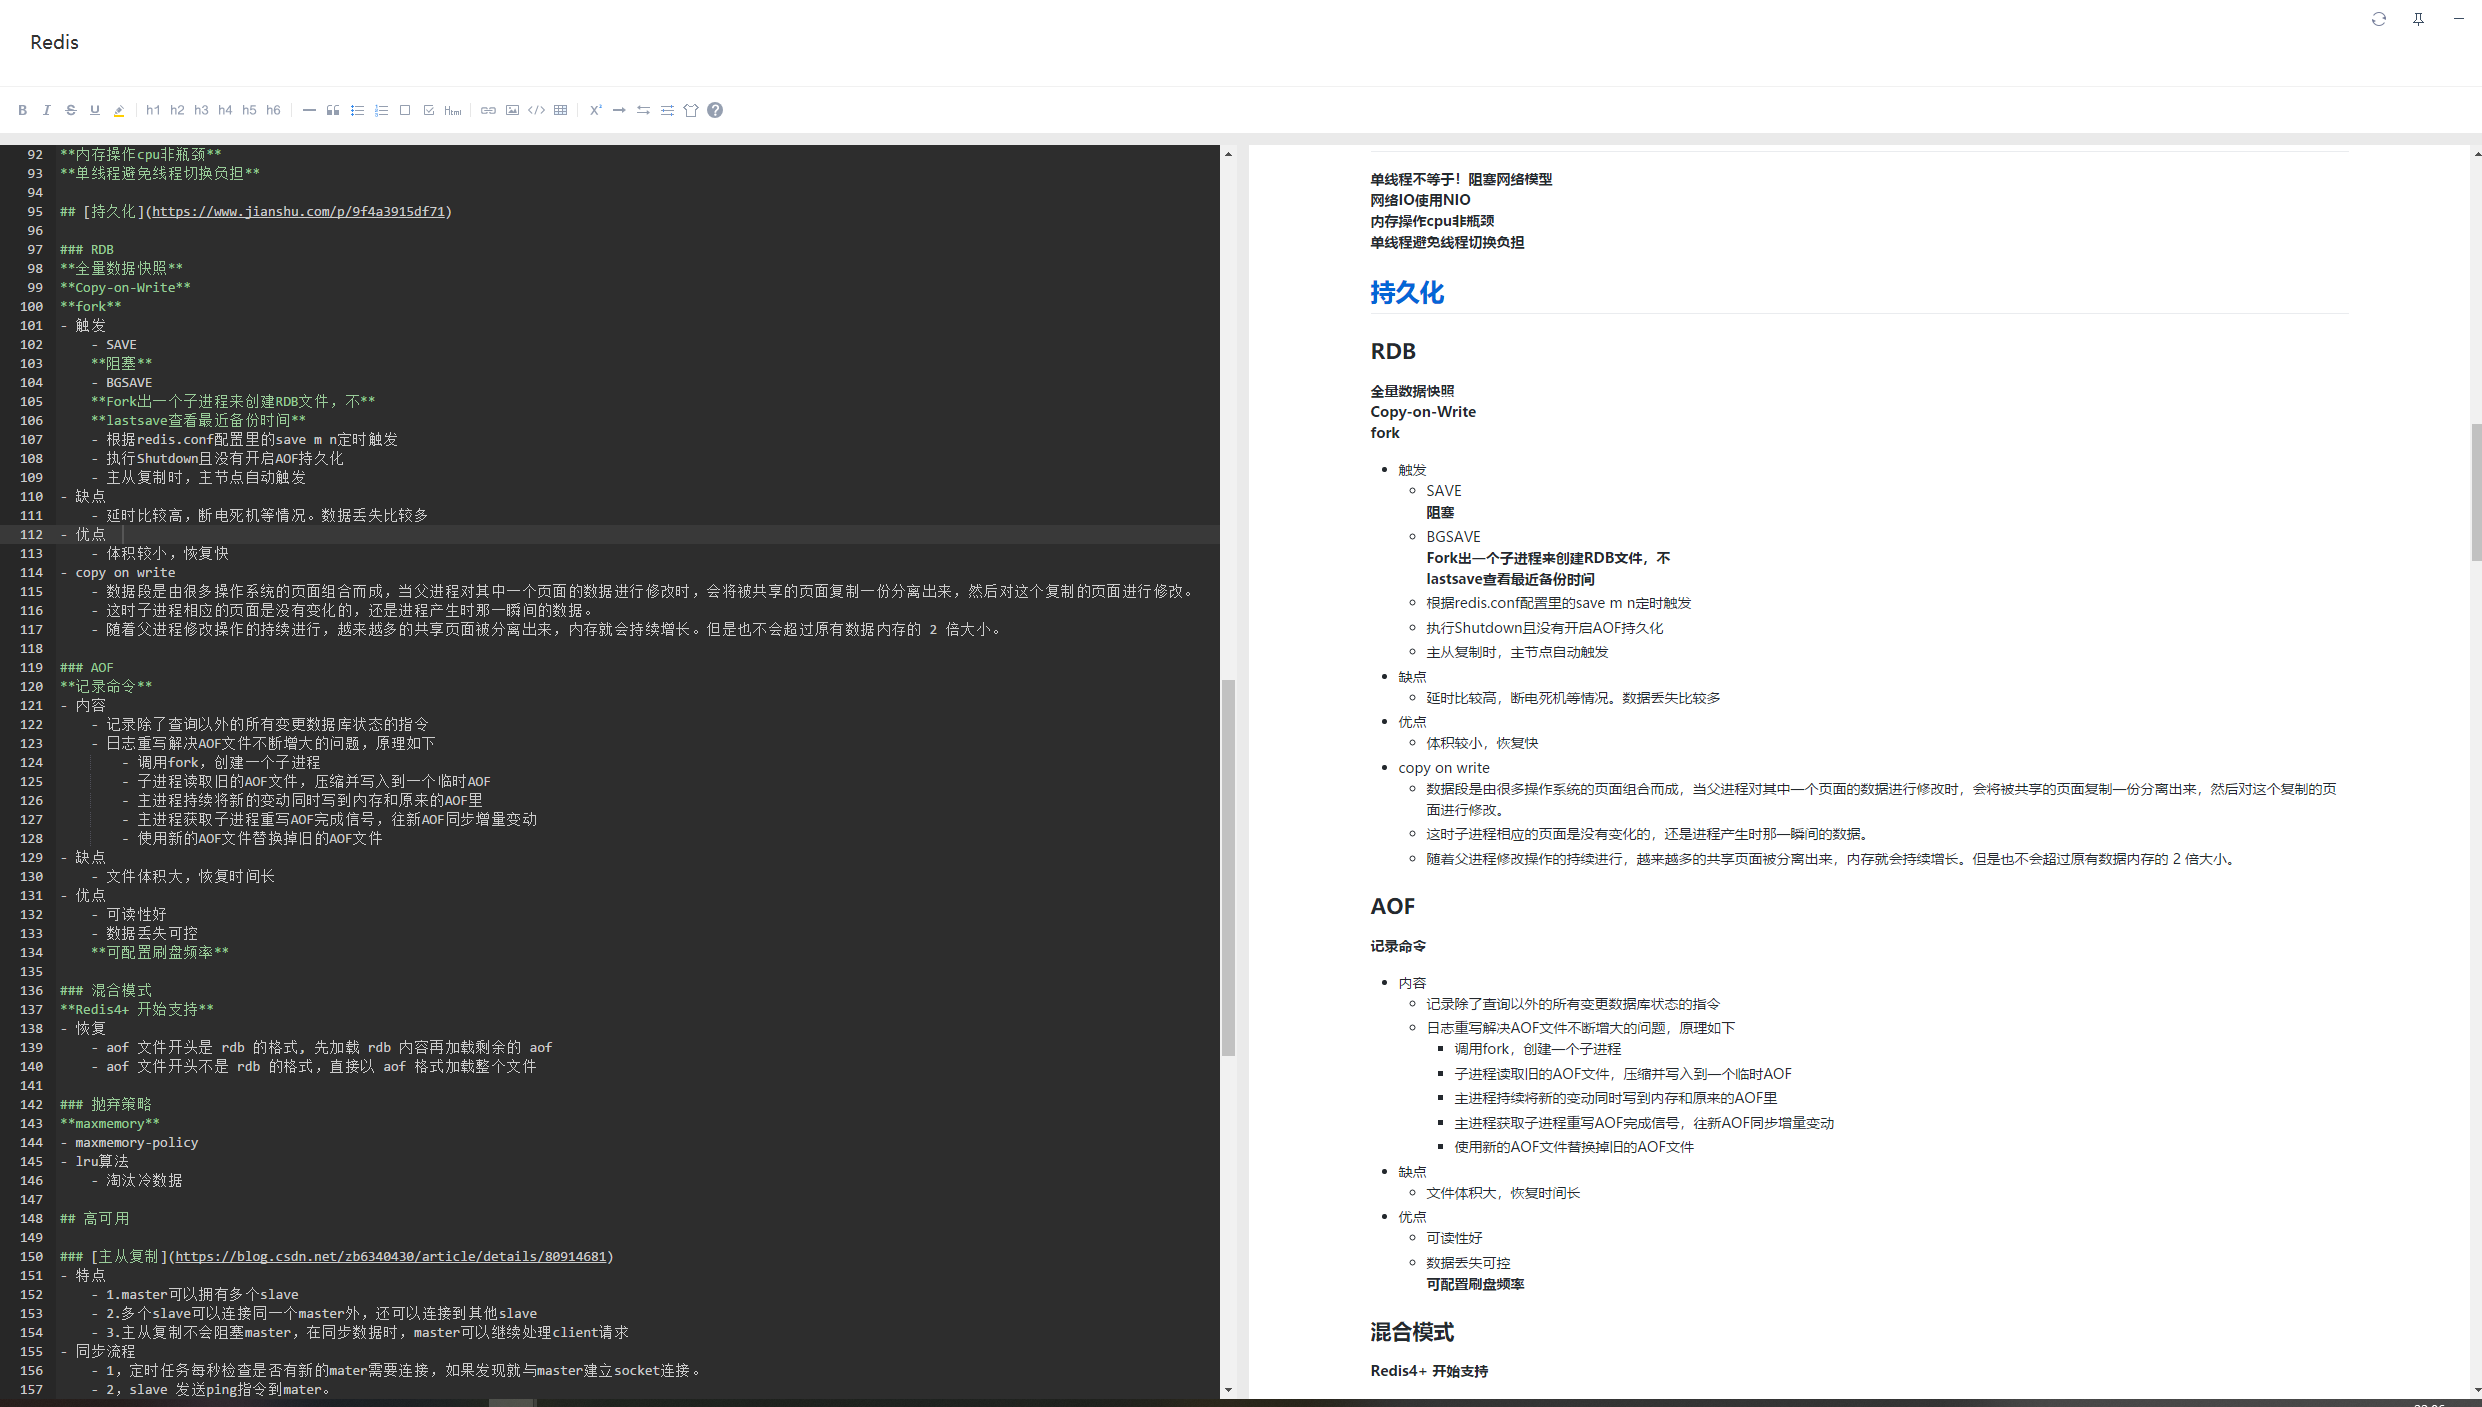 Redis
B I S U h1 h2 h3 h4 h5 h6 Html X² ?
92 **内存操作cpu非瓶颈**
93 **单线程避免线程切换负担**
94
95 ## [持久化](https://www.jianshu.com/p/9f4a3915df71)
96
97 ### RDB
98 **全量数据快照**
99 **Copy-on-Write**
100 **fork**
101 - 触发
102 - SAVE
103 **阻塞**
104 - BGSAVE
105 **Fork出一个子进程来创建RDB文件，不**
106 **lastsave查看最近备份时间**
107 - 根据redis.conf配置里的save m n定时触发
108 - 执行Shutdown且没有开启AOF持久化
109 - 主从复制时，主节点自动触发
110 - 缺点
111 - 延时比较高，断电死机等情况。数据丢失比较多
112 - 优点
113 - 体积较小，恢复快
114 - copy on write
115 - 数据段是由很多操作系统的页面组合而成，当父进程对其中一个页面的数据进行修改时，会将被共享的页面复制一份分离出来，然后对这个复制的页面进行修改。
116 - 这时子进程相应的页面是没有变化的，还是进程产生时那一瞬间的数据。
117 - 随着父进程修改操作的持续进行，越来越多的共享页面被分离出来，内存就会持续增长。但是也不会超过原有数据内存的 2 倍大小。
118
119 ### AOF
120 **记录命令**
121 - 内容
122 - 记录除了查询以外的所有变更数据库状态的指令
123 - 日志重写解决AOF文件不断增大的问题，原理如下
124 - 调用fork，创建一个子进程
125 - 子进程读取旧的AOF文件，压缩并写入到一个临时AOF
126 - 主进程持续将新的变动同时写到内存和原来的AOF里
127 - 主进程获取子进程重写AOF完成信号，往新AOF同步增量变动
128 - 使用新的AOF文件替换掉旧的AOF文件
129 - 缺点
130 - 文件体积大，恢复时间长
131 - 优点
132 - 可读性好
133 - 数据丢失可控
134 **可配置刷盘频率**
135
136 ### 混合模式
137 **Redis4+ 开始支持**
138 - 恢复
139 - aof 文件开头是 rdb 的格式, 先加载 rdb 内容再加载剩余的 aof
140 - aof 文件开头不是 rdb 的格式，直接以 aof 格式加载整个文件
141
142 ### 抛弃策略
143 **maxmemory**
144 - maxmemory-policy
145 - lru算法
146 - 淘汰冷数据
147
148 ## 高可用
149
150 ### [主从复制](https://blog.csdn.net/zb6340430/article/details/80914681)
151 - 特点
152 - 1.master可以拥有多个slave
153 - 2.多个slave可以连接同一个master外，还可以连接到其他slave
154 - 3.主从复制不会阻塞master，在同步数据时，master可以继续处理client请求
155 - 同步流程
156 - 1，定时任务每秒检查是否有新的mater需要连接，如果发现就与master建立socket连接。
157 - 2，slave 发送ping指令到mater。
单线程不等于！阻塞网络模型
网络IO使用NIO
内存操作cpu非瓶颈
单线程避免线程切换负担
持久化
RDB
全量数据快照
Copy-on-Write
fork
触发
SAVE
阻塞
BGSAVE
Fork出一个子进程来创建RDB文件，不
lastsave查看最近备份时间
根据redis.conf配置里的save m n定时触发
执行Shutdown且没有开启AOF持久化
主从复制时，主节点自动触发
缺点
延时比较高，断电死机等情况。数据丢失比较多
优点
体积较小，恢复快
copy on write
数据段是由很多操作系统的页面组合而成，当父进程对其中一个页面的数据进行修改时，会将被共享的页面复制一份分离出来，然后对这个复制的页
面进行修改。
这时子进程相应的页面是没有变化的，还是进程产生时那一瞬间的数据。
随着父进程修改操作的持续进行，越来越多的共享页面被分离出来，内存就会持续增长。但是也不会超过原有数据内存的 2 倍大小。
AOF
记录命令
内容
记录除了查询以外的所有变更数据库状态的指令
日志重写解决AOF文件不断增大的问题，原理如下
调用fork，创建一个子进程
子进程读取旧的AOF文件，压缩并写入到一个临时AOF
主进程持续将新的变动同时写到内存和原来的AOF里
主进程获取子进程重写AOF完成信号，往新AOF同步增量变动
使用新的AOF文件替换掉旧的AOF文件
缺点
文件体积大，恢复时间长
优点
可读性好
数据丢失可控
可配置刷盘频率
混合模式
Redis4+ 开始支持